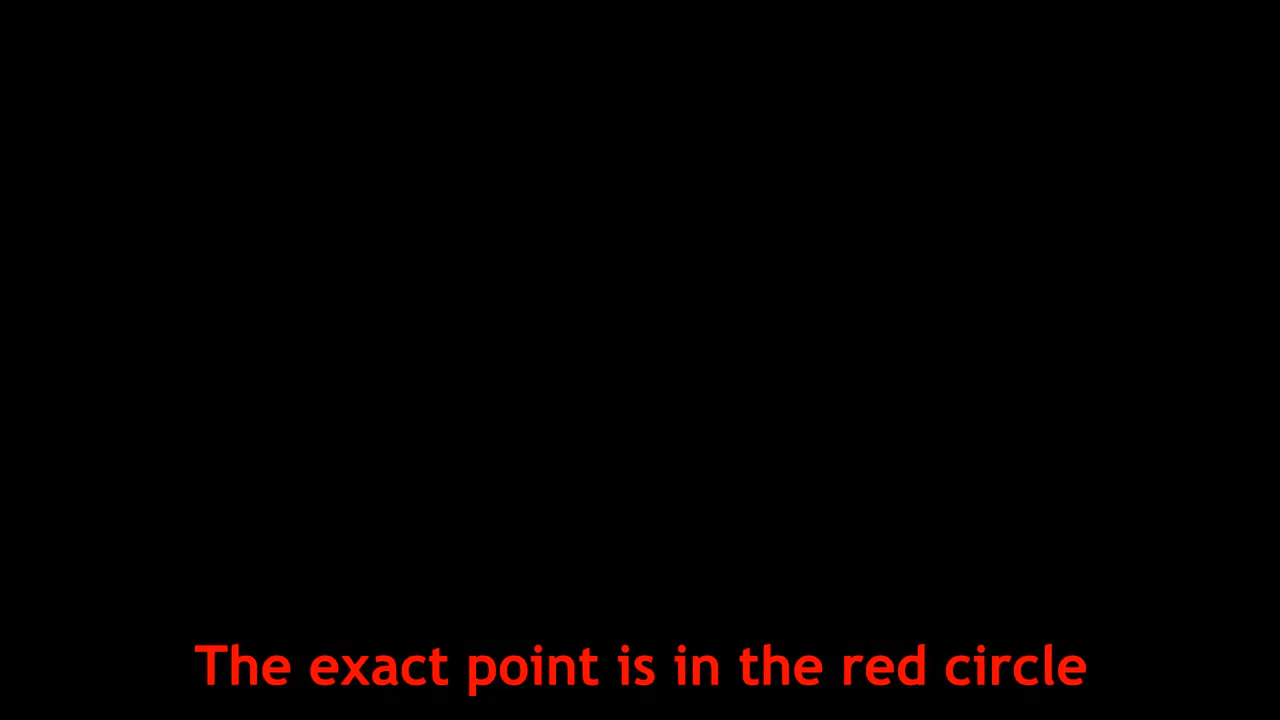 The exact point is in the red circle